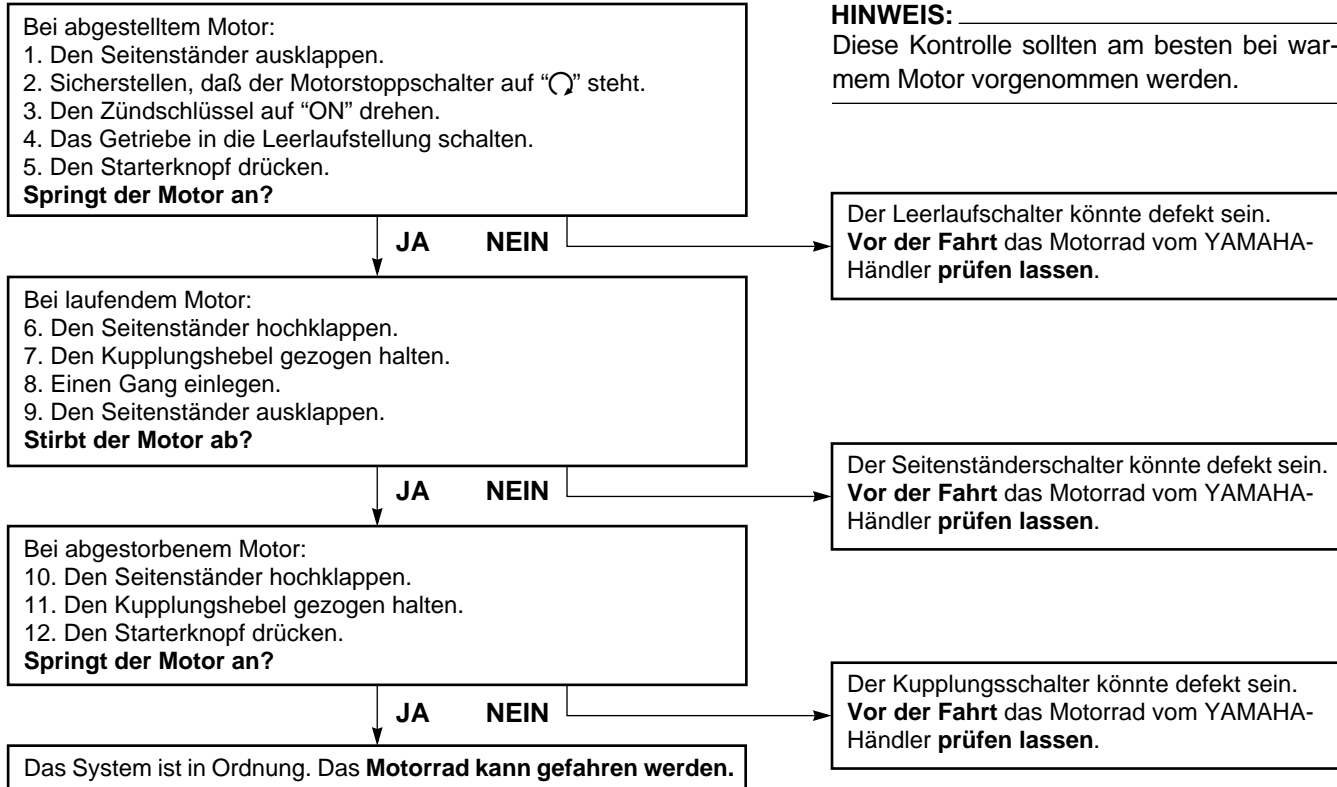 Bei abgestelltem Motor:
1. Den Seitenständer ausklappen.
2. Sicherstellen, daß der Motorstoppschalter auf “” steht.
3. Den Zündschlüssel auf “ON” drehen.
4. Das Getriebe in die Leerlaufstellung schalten.
5. Den Starterknopf drücken.
Springt der Motor an?
HINWEIS:
Diese Kontrolle sollten am besten bei war-
mem Motor vorgenommen werden.
JA NEIN
Der Leerlaufschalter könnte defekt sein.
Vor der Fahrt das Motorrad vom YAMAHA-
Händler prüfen lassen.
Bei laufendem Motor:
6. Den Seitenständer hochklappen.
7. Den Kupplungshebel gezogen halten.
8. Einen Gang einlegen.
9. Den Seitenständer ausklappen.
Stirbt der Motor ab?
JA NEIN
Der Seitenständerschalter könnte defekt sein.
Vor der Fahrt das Motorrad vom YAMAHA-
Händler prüfen lassen.
Bei abgestorbenem Motor:
10. Den Seitenständer hochklappen.
11. Den Kupplungshebel gezogen halten.
12. Den Starterknopf drücken.
Springt der Motor an?
JA NEIN
Der Kupplungsschalter könnte defekt sein.
Vor der Fahrt das Motorrad vom YAMAHA-
Händler prüfen lassen.
Das System ist in Ordnung. Das Motorrad kann gefahren werden.